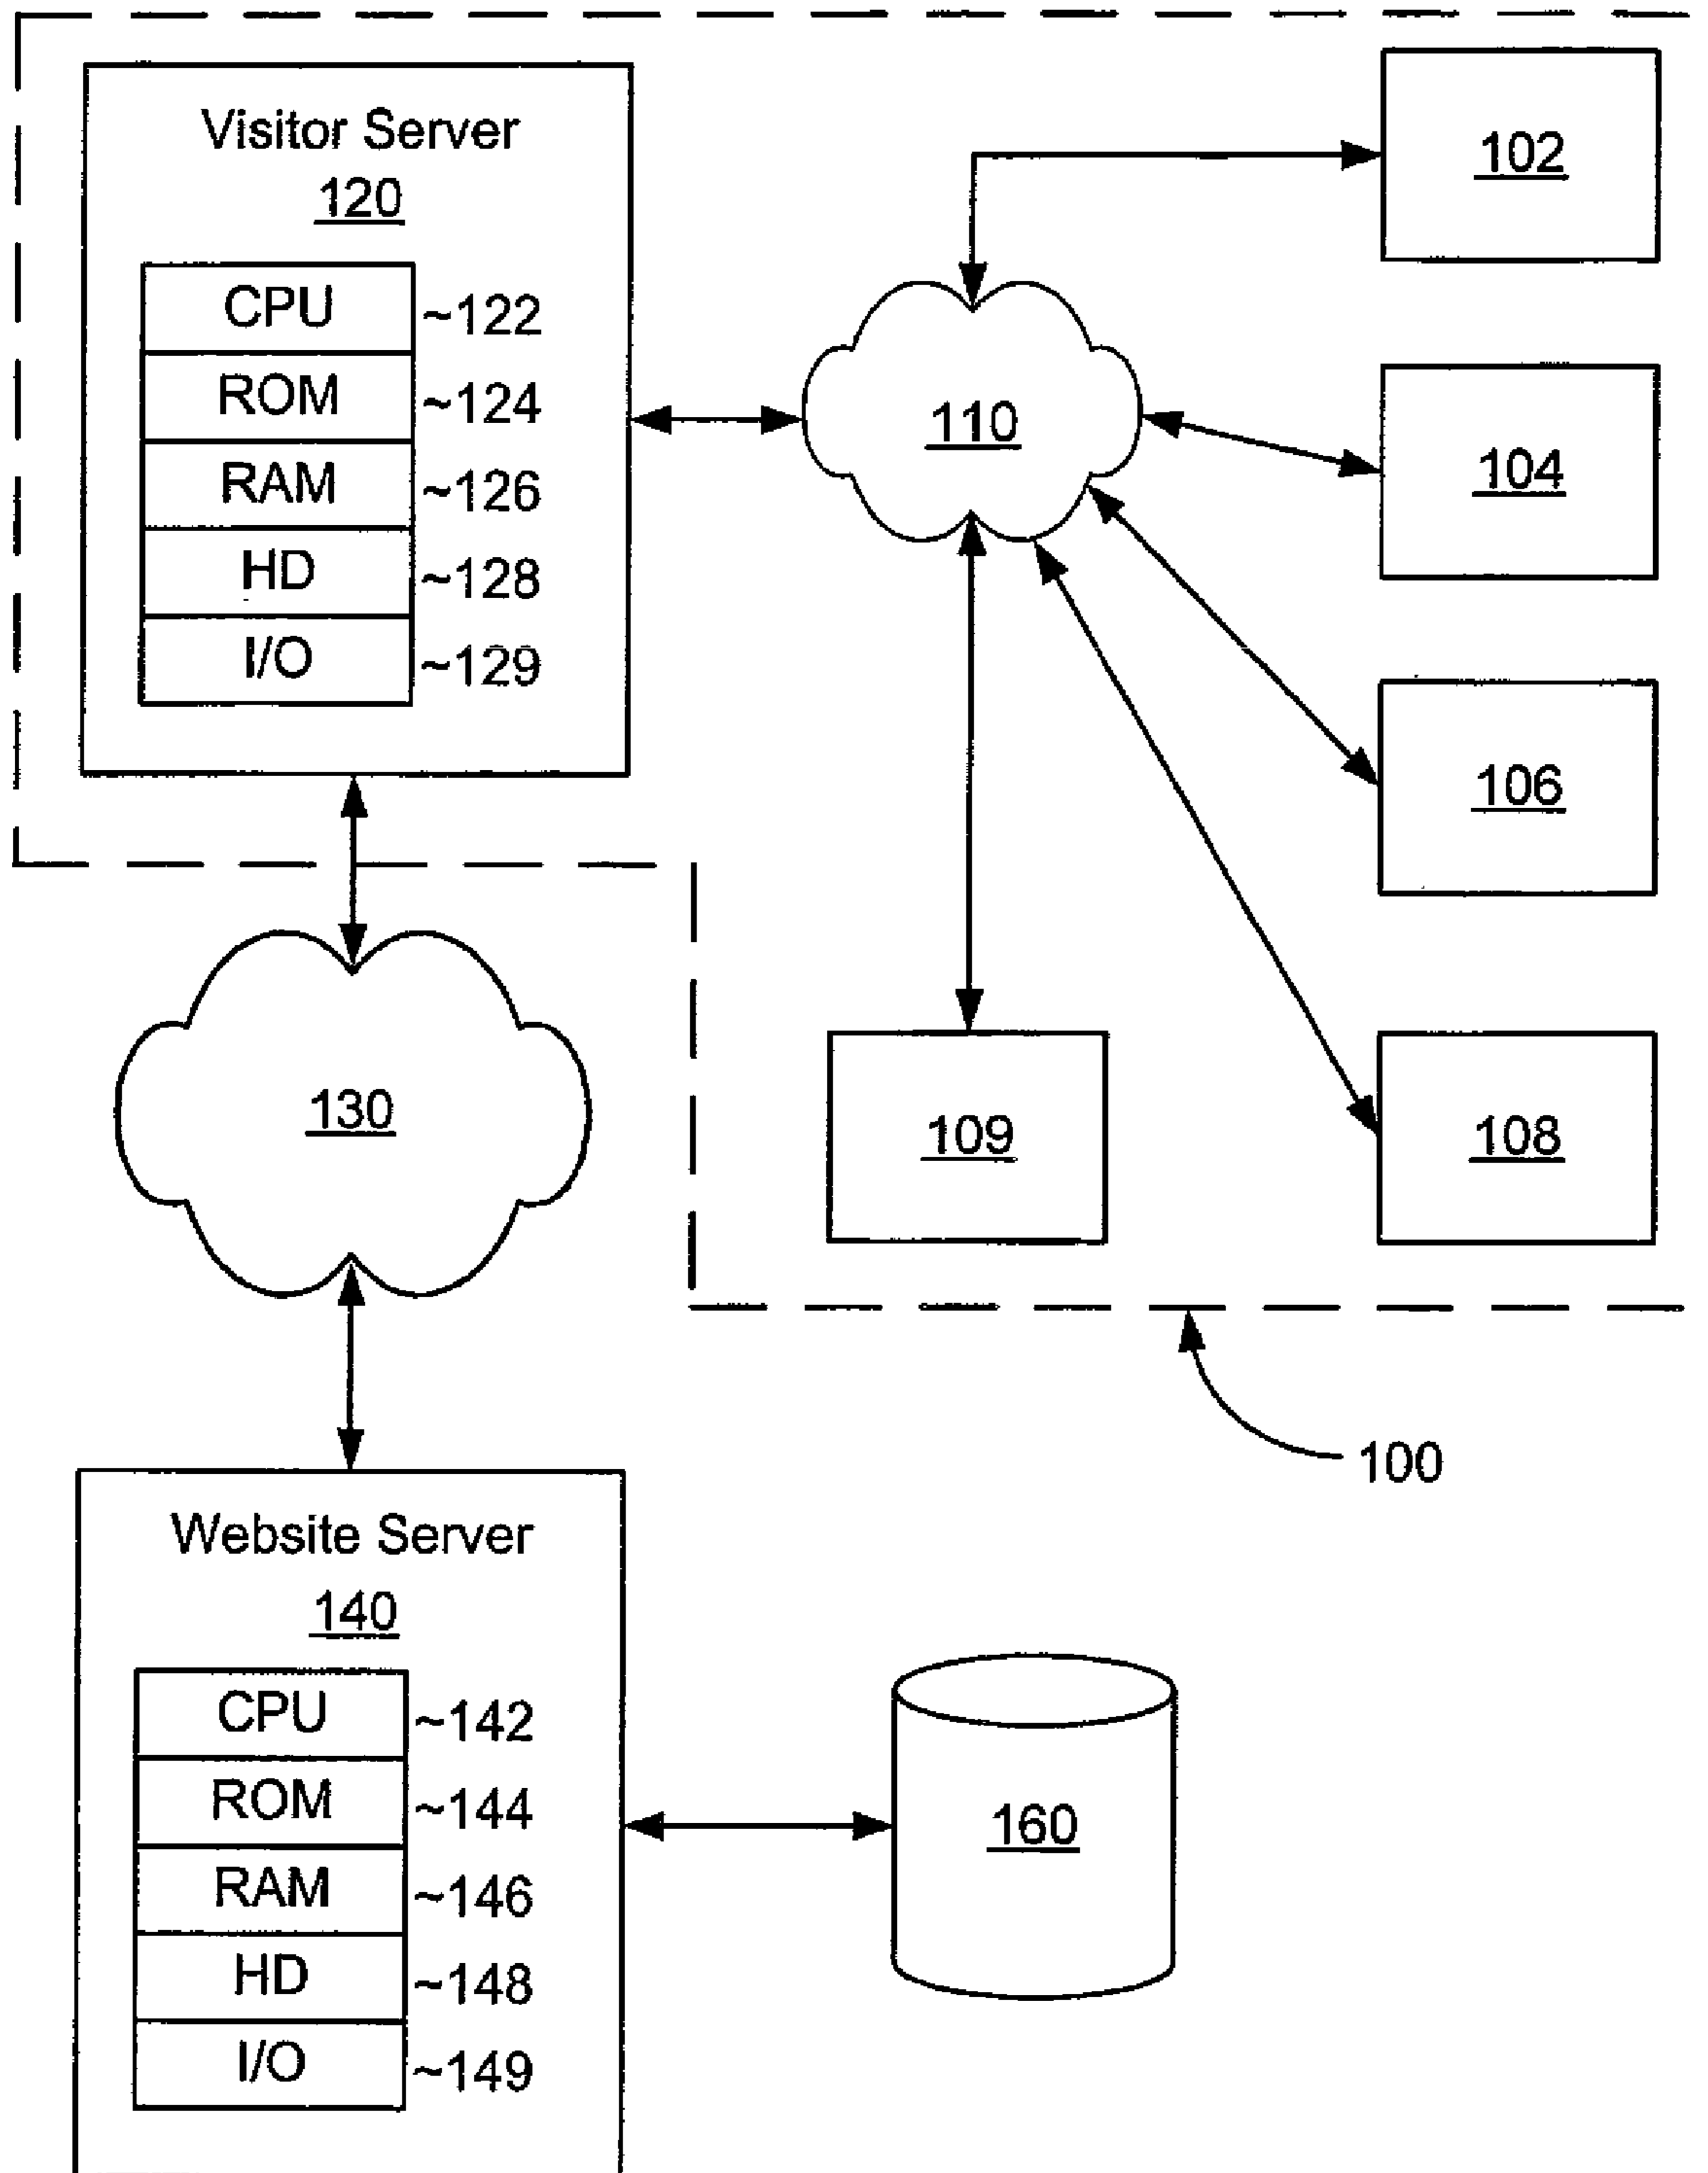 Visitor Server
120
CPU ~122
ROM ~124
RAM ~126
HD ~128
I/O ~129
102
110
104
106
130
109
108
100
Website Server
140
CPU ~142
ROM ~144
RAM ~146
HD ~148
I/O ~149
160